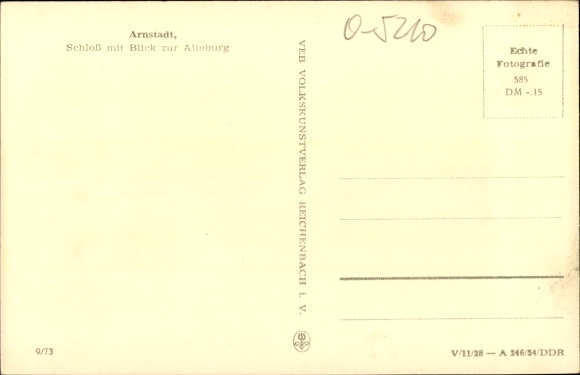 Arnstadt,
Schloß mit Blick zur Alteburg
VEB VOLKSKUNSTVERLAG REICHENBACH i. V.
O-5210
Echte
Fotografie
585
DM -.15
9/73
V/11/28 — A 246/54/DDR